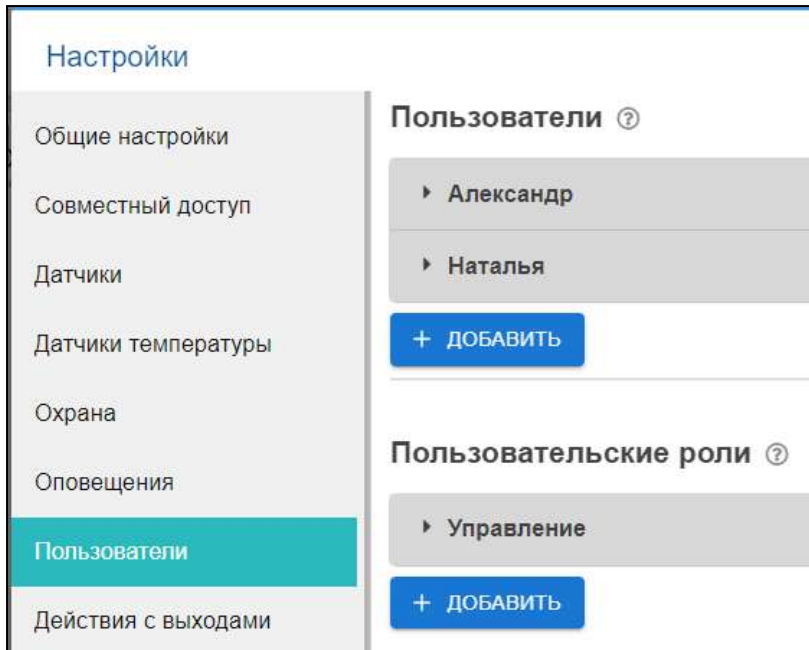 Настройки
Общие настройки
Совместный доступ
Датчики
Датчики температуры
Охрана
Оповещения
Пользователи
Действия с выходами
Пользователи ?
Александр
Наталья
+ ДОБАВИТЬ
Пользовательские роли ?
Управление
+ ДОБАВИТЬ